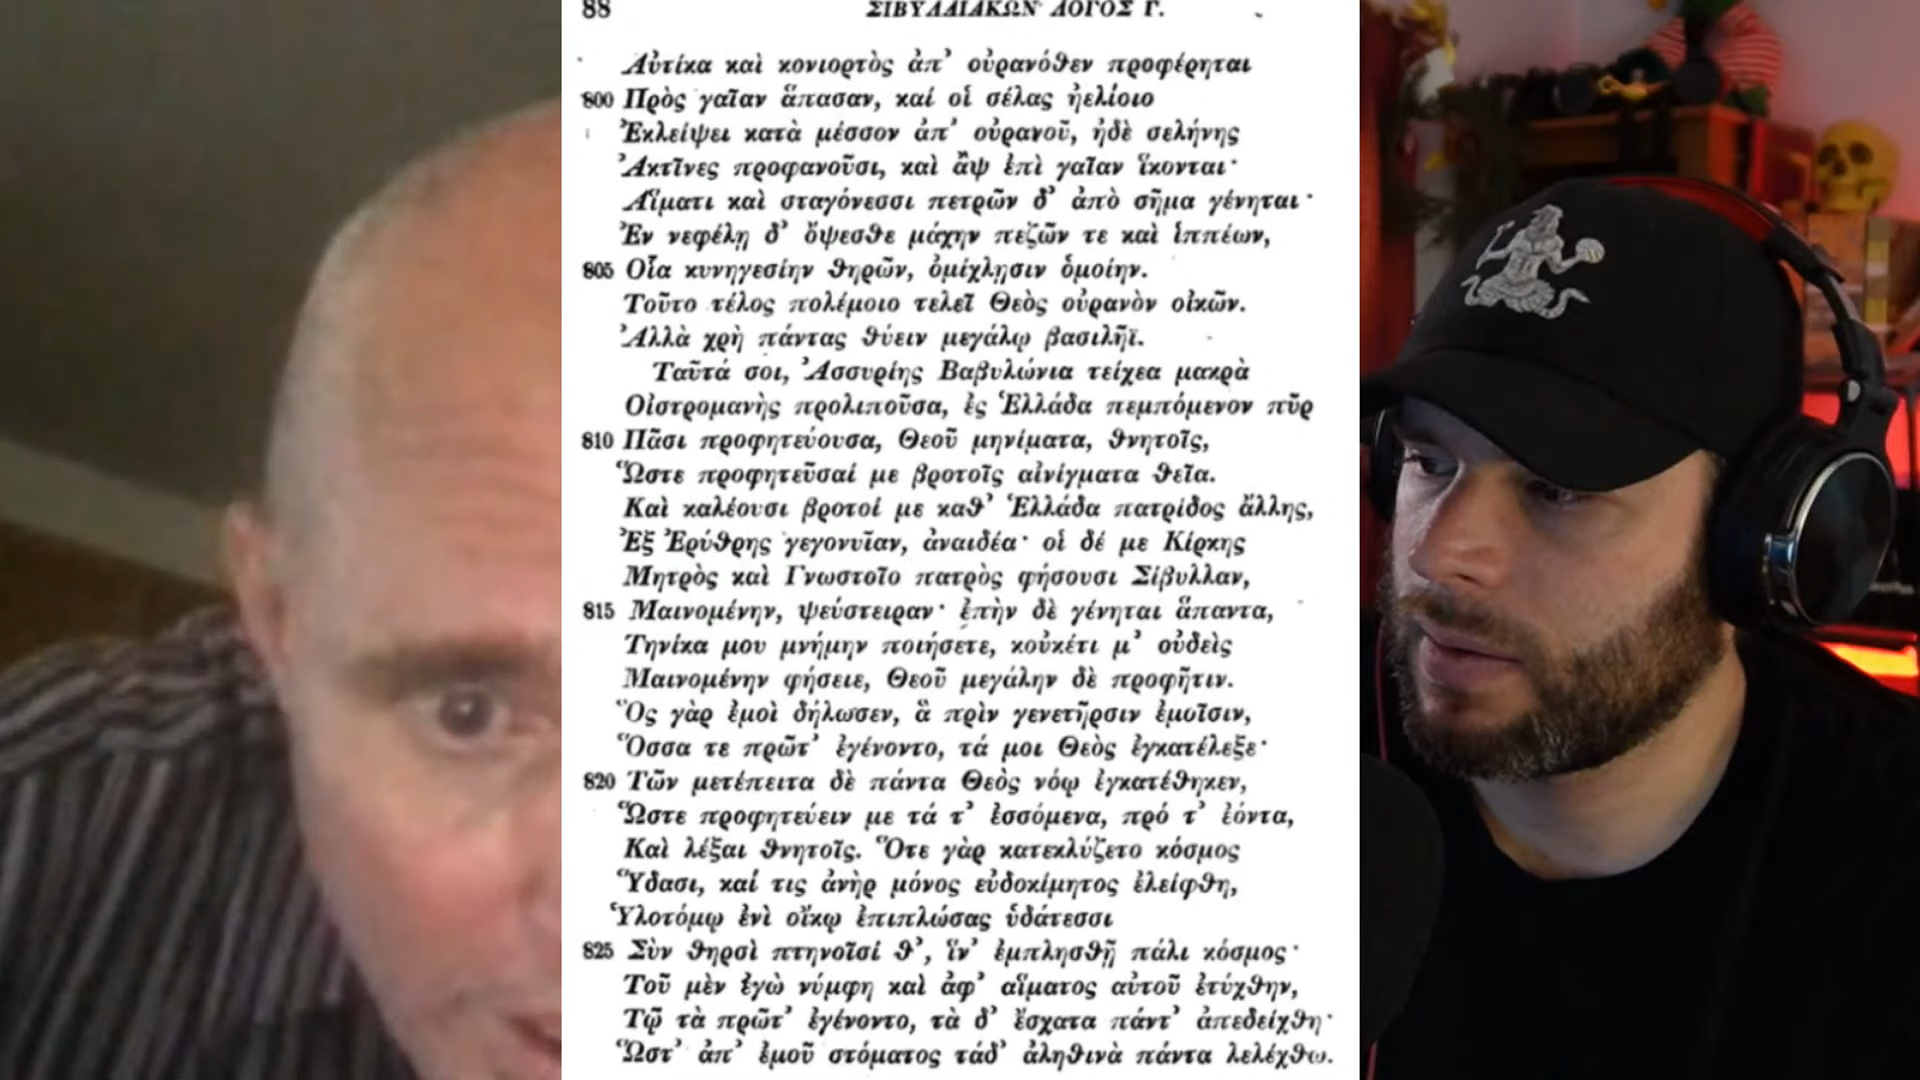 88 ΣΙΒΥΛΛΙΑΚΩΝ ΛΟΓΟΣ Γ.
Αὐτίκα καὶ κονιορτὸς ἀπ’ οὐρανόθεν προφέρηται
800 Πρὸς γαῖαν ἅπασαν, καί οἱ σέλας ἠελίοιο
Ἐκλείψει κατὰ μέσσον ἀπ’ οὐρανοῦ, ἠδὲ σελήνης
Ἀκτῖνες προφανοῦσι, καὶ ἂψ ἐπὶ γαῖαν ἵκονται·
Αἵματι καὶ σταγόνεσσι πετρῶν δ’ ἀπὸ σῆμα γένηται·
Ἐν νεφέλῃ δ’ ὄψεσθε μάχην πεζῶν τε καὶ ἱππέων,
805 Οἷα κυνηγεσίην θηρῶν, ὀμίχλησιν ὁμοίην.
Τοῦτο τέλος πολέμοιο τελεῖ Θεὸς οὐρανὸν οἰκῶν.
Ἀλλὰ χρὴ πάντας θύειν μεγάλῳ βασιλῆϊ.
Ταῦτά σοι, Ἀσσυρίης Βαβυλώνια τείχεα μακρὰ
Οἰστρομανὴς προλιποῦσα, ἐς Ἑλλάδα πεμπόμενον πῦρ
810 Πᾶσι προφητεύουσα, Θεοῦ μηνίματα, θνητοῖς,
Ὥστε προφητεῦσαί με βροτοῖς αἰνίγματα θεῖα.
Καὶ καλέουσι βροτοί με καθ’ Ἑλλάδα πατρίδος ἄλλης,
Ἐξ Ἐρύθρης γεγονυῖαν, ἀναιδέα· οἱ δέ με Κίρκης
Μητρὸς καὶ Γνωστοῖο πατρὸς φήσουσι Σίβυλλαν,
815 Μαινομένην, ψεύστειραν· ἐπὴν δὲ γένηται ἅπαντα,
Τηνίκα μου μνήμην ποιήσετε, κοὐκέτι μ’ οὐδεὶς
Μαινομένην φήσειε, Θεοῦ μεγάλην δὲ προφῆτιν.
Ὃς γὰρ ἐμοὶ δήλωσεν, ἃ πρὶν γενετῆρσιν ἐμοῖσιν,
Ὅσσα τε πρῶτ’ ἐγένοντο, τά μοι Θεὸς ἐγκατέλεξε·
820 Τῶν μετέπειτα δὲ πάντα Θεὸς νόῳ ἐγκατέθηκεν,
Ὥστε προφητεύειν με τά τ’ ἐσσόμενα, πρό τ’ ἐόντα,
Καὶ λέξαι θνητοῖς. Ὅτε γὰρ κατεκλύζετο κόσμος
Ὕδασι, καί τις ἀνὴρ μόνος εὐδοκίμητος ἐλείφθη,
Ὑλοτόμῳ ἐνὶ οἴκῳ ἐπιπλώσας ὑδάτεσσι
825 Σὺν θηρσὶ πτηνοῖσί θ’, ἵν’ ἐμπλησθῇ πάλι κόσμος·
Τοῦ μὲν ἐγὼ νύμφη καὶ ἀφ’ αἵματος αὐτοῦ ἐτύχθην,
Τῷ τὰ πρῶτ’ ἐγένοντο, τὰ δ’ ἔσχατα πάντ’ ἀπεδείχθη·
Ὥστ’ ἀπ’ ἐμοῦ στόματος τάδ’ ἀληθινὰ πάντα λελέχθω.